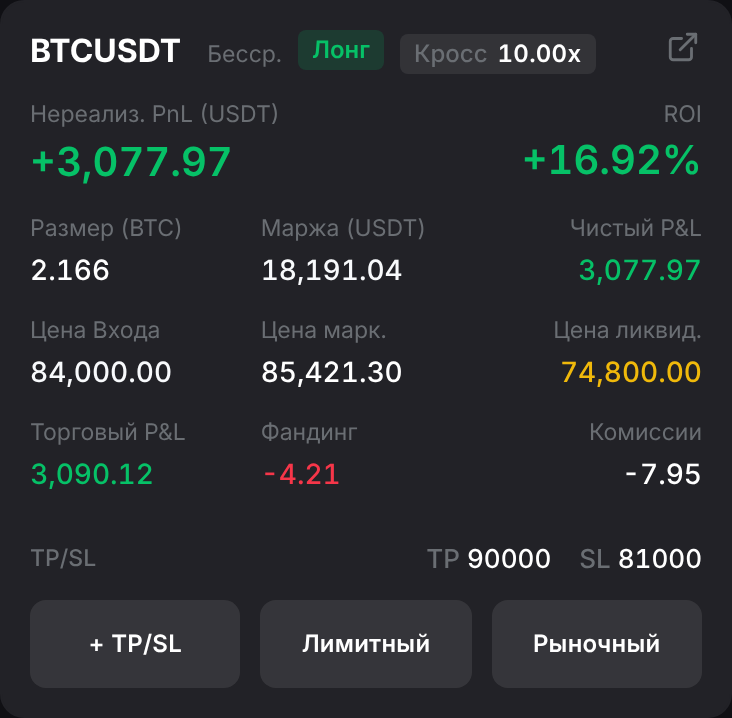 BTCUSDT Бесср. Лонг Кросс 10.00x
Нереализ. PnL (USDT) ROI
+3,077.97 +16.92%
Размер (BTC) Маржа (USDT) Чистый P&L
2.166 18,191.04 3,077.97
Цена Входа Цена марк. Цена ликвид.
84,000.00 85,421.30 74,800.00
Торговый P&L Фандинг Комиссии
3,090.12 -4.21 -7.95
TP/SL TP 90000 SL 81000
+ TP/SL Лимитный Рыночный